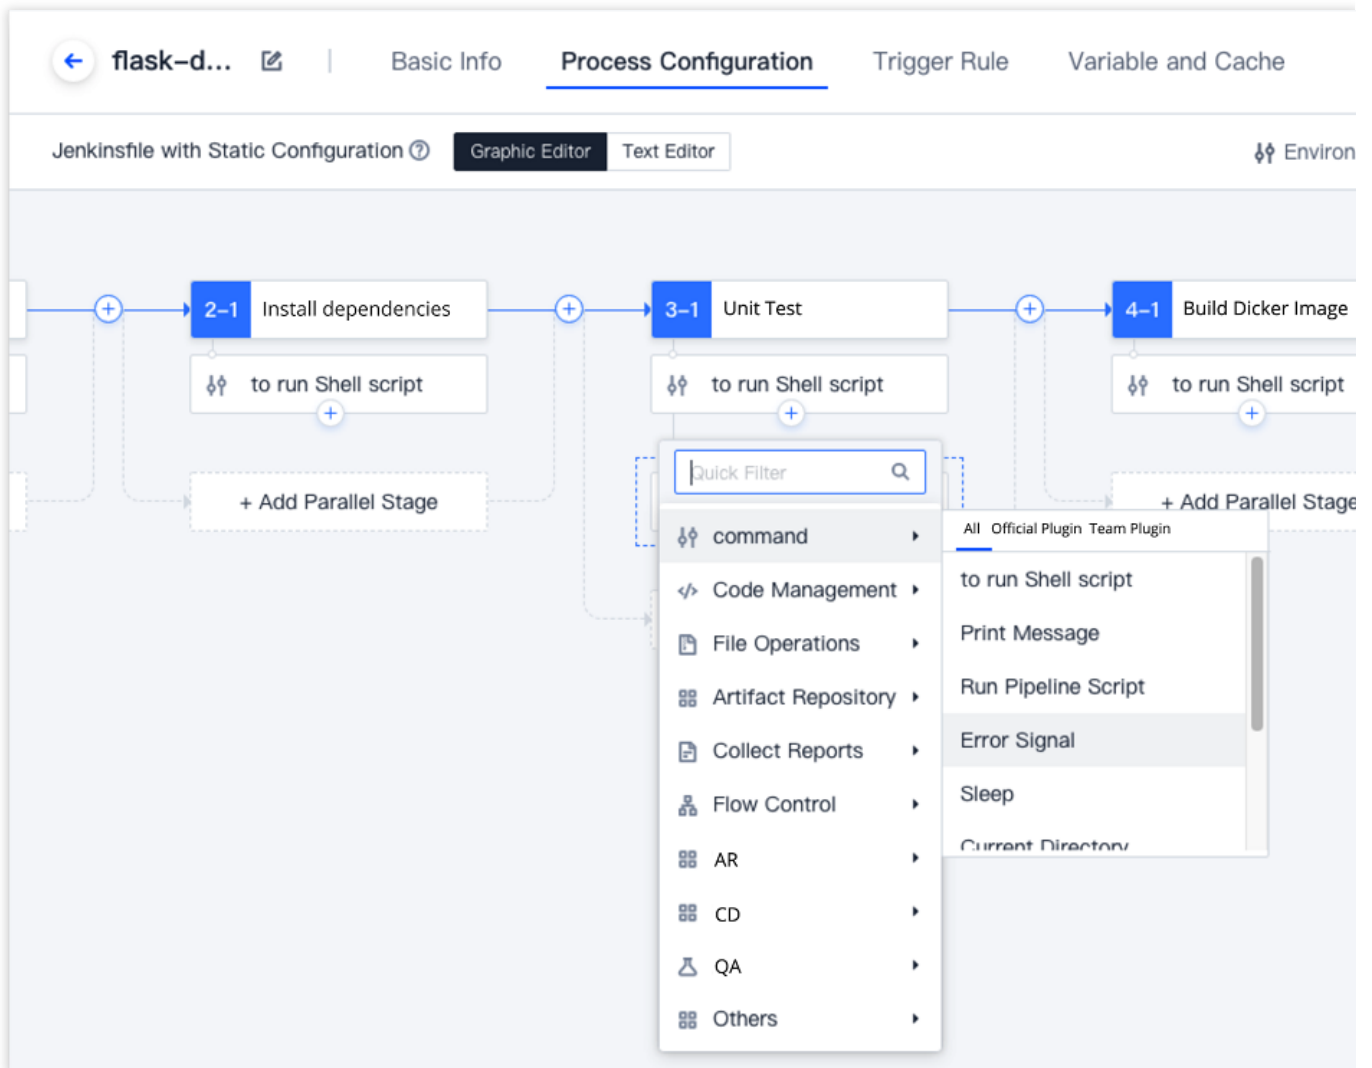 flask-d... Basic Info Process Configuration Trigger Rule Variable and Cache
Jenkinsfile with Static Configuration Graphic Editor Text Editor Environ
2-1 Install dependencies 3-1 Unit Test 4-1 Build Dicker Image
to run Shell script to run Shell script to run Shell script
+ Add Parallel Stage + Add Parallel Stage
Quick Filter
command
Code Management
File Operations
Artifact Repository
Collect Reports
Flow Control
AR
CD
QA
Others
All Official Plugin Team Plugin
to run Shell script
Print Message
Run Pipeline Script
Error Signal
Sleep
Current Directory